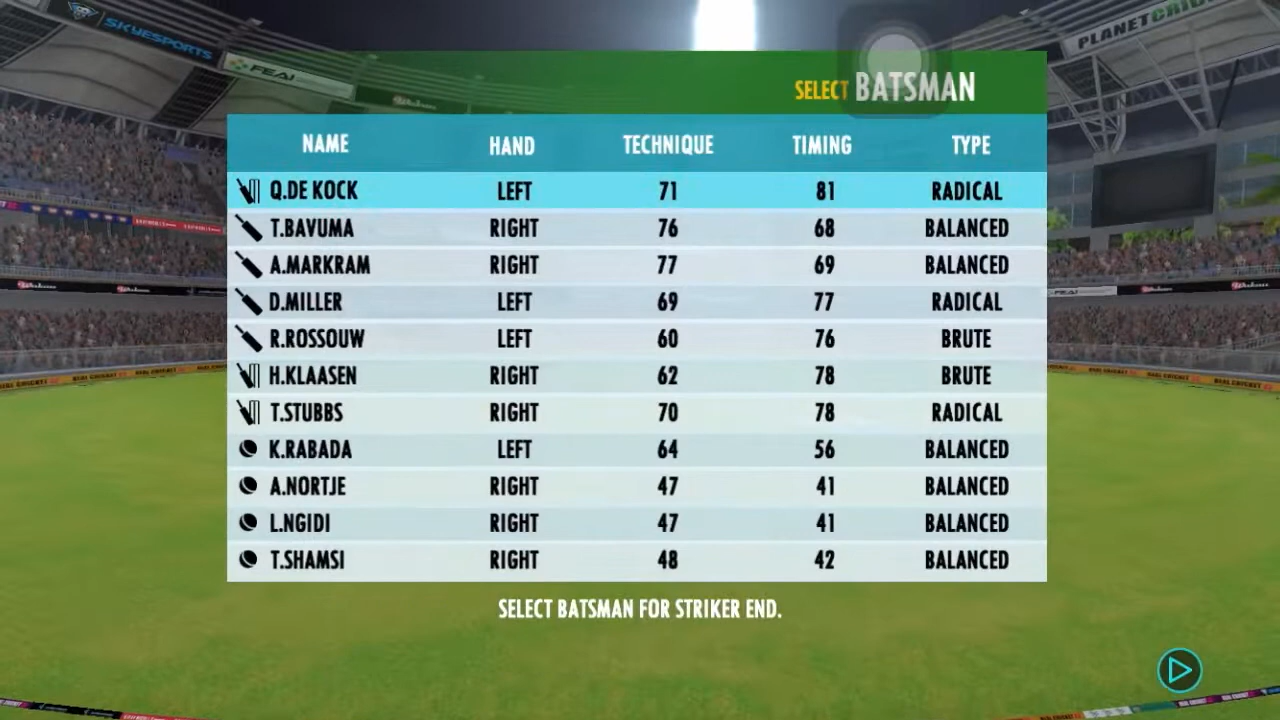 SKYESPORTS
FEAI
PLANETCRIC
SELECT BATSMAN
NAME HAND TECHNIQUE TIMING TYPE
Q.DE KOCK LEFT 71 81 RADICAL
T.BAVUMA RIGHT 76 68 BALANCED
A.MARKRAM RIGHT 77 69 BALANCED
D.MILLER LEFT 69 77 RADICAL
R.ROSSOUW LEFT 60 76 BRUTE
H.KLAASEN RIGHT 62 78 BRUTE
T.STUBBS RIGHT 70 78 RADICAL
K.RABADA LEFT 64 56 BALANCED
A.NORTJE RIGHT 47 41 BALANCED
L.NGIDI RIGHT 47 41 BALANCED
T.SHAMSI RIGHT 48 42 BALANCED
SELECT BATSMAN FOR STRIKER END.